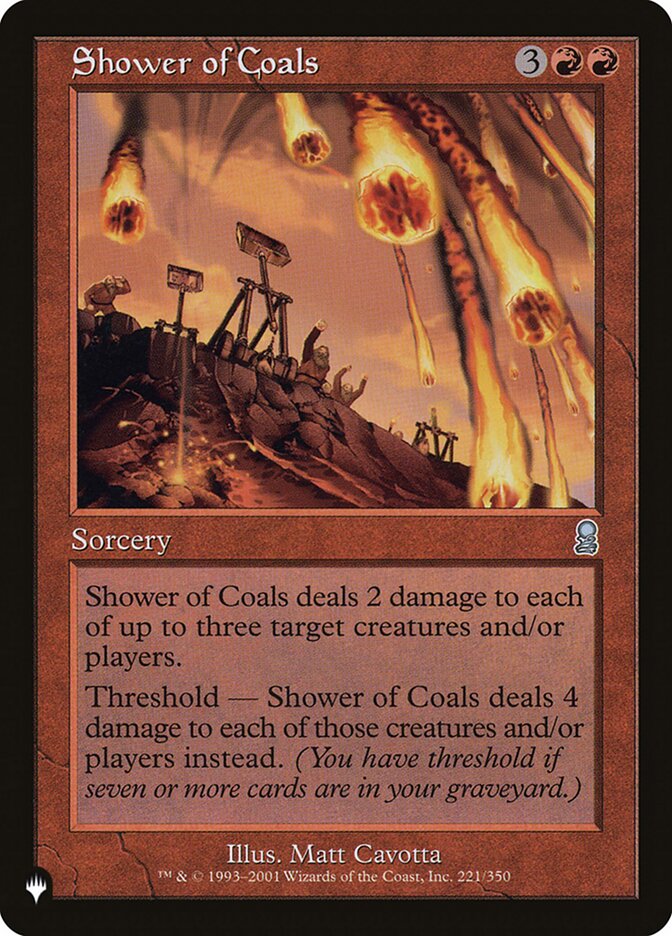 Shower of Coals 3
Sorcery
Shower of Coals deals 2 damage to each
of up to three target creatures and/or
players.
Threshold — Shower of Coals deals 4
damage to each of those creatures and/or
players instead. (You have threshold if
seven or more cards are in your graveyard.)
Illus. Matt Cavotta
™ & © 1993–2001 Wizards of the Coast, Inc. 221/350